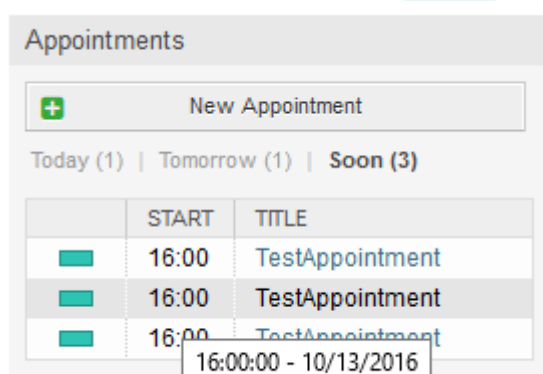 Appointments
New Appointment
Today (1) | Tomorrow (1) | Soon (3)
START TITLE
16:00 TestAppointment
16:00 TestAppointment
16:00 TestAppointment
16:00:00 - 10/13/2016